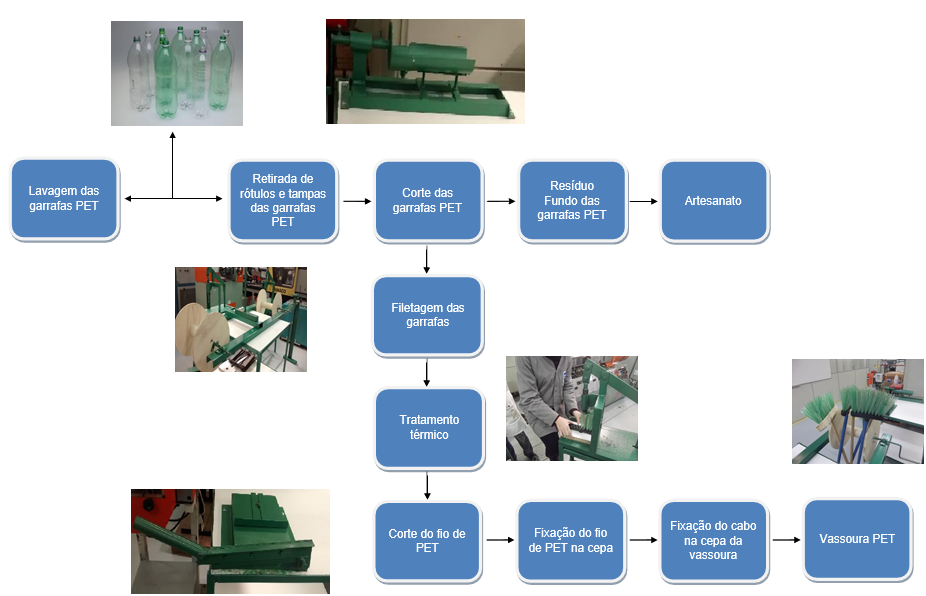 Lavagem das
garrafas PET
Retirada de
rótulos e tampas
das garrafas
PET
Corte das
garrafas PET
Resíduo
Fundo das
garrafas PET
Artesanato
Filetagem das
garrafas
Tratamento
térmico
Corte do fio de
PET
Fixação do fio
de PET na cepa
Fixação do cabo
na cepa da
vassoura
Vassoura PET